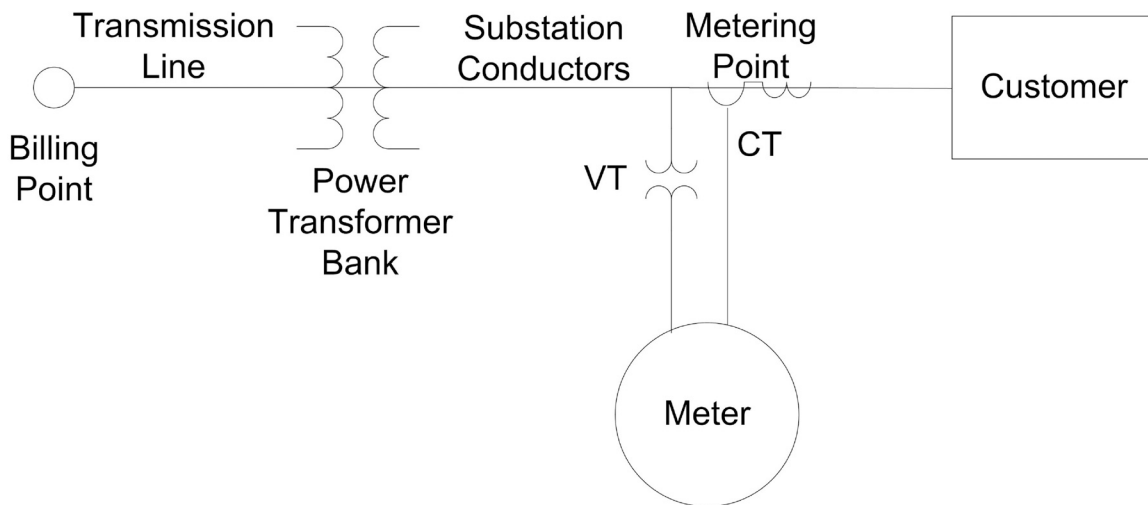 Transmission
Line
Substation
Conductors
Metering
Point
Customer
Billing
Point
Power
Transformer
Bank
VT
CT
Meter